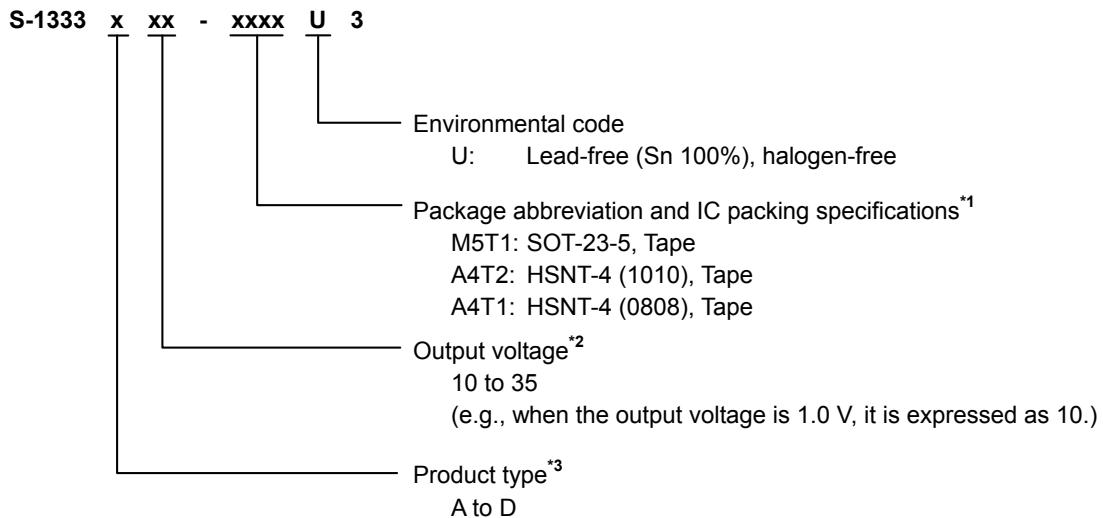 S-1333 x xx - xxxx U 3
Environmental code
U: Lead-free (Sn 100%), halogen-free
Package abbreviation and IC packing specifications*1
M5T1: SOT-23-5, Tape
A4T2: HSNT-4 (1010), Tape
A4T1: HSNT-4 (0808), Tape
Output voltage*2
10 to 35
(e.g., when the output voltage is 1.0 V, it is expressed as 10.)
Product type*3
A to D